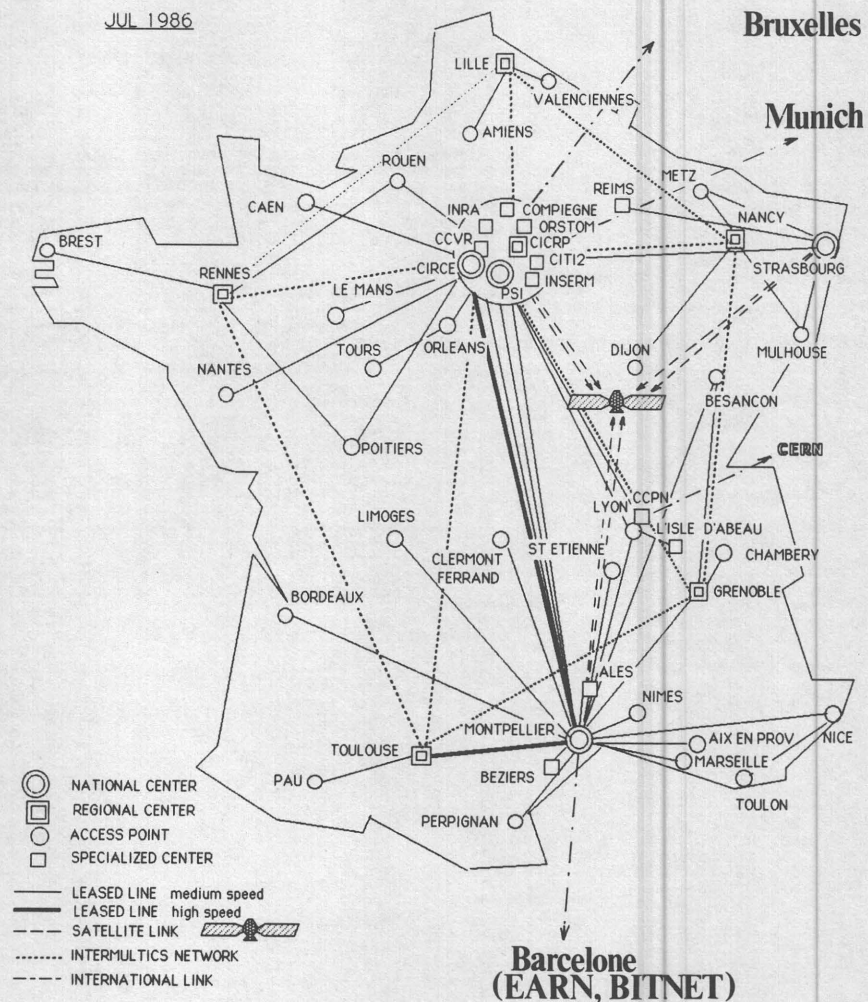 JUL 1986
Bruxelles
LILLE
VALENCIENNES
Munich
AMIENS
ROUEN
METZ
REIMS
CAEN
INRA
COMPIEGNE
NANCY
ORSTOM
BREST
CCVR
CICRP
CITI2
RENNES
CIRCE
STRASBOURG
INSERM
PSI
LE MANS
ORLEANS
DIJON
MULHOUSE
TOURS
NANTES
BESANCON
POITIERS
CERN
CCPN
LYON
LIMOGES
L'ISLE D'ABEAU
CLERMONT
FERRAND
ST ETIENNE
CHAMBERY
GRENOBLE
BORDEAUX
ALES
NIMES
MONTPELLIER
NICE
TOULOUSE
AIX EN PROV
MARSEILLE
BEZIERS
PAU
TOULON
PERPIGNAN
NATIONAL CENTER
REGIONAL CENTER
ACCESS POINT
SPECIALIZED CENTER
LEASED LINE medium speed
LEASED LINE high speed
SATELLITE LINK
INTERMULTICS NETWORK
INTERNATIONAL LINK
Barcelone
(EARN, BITNET)